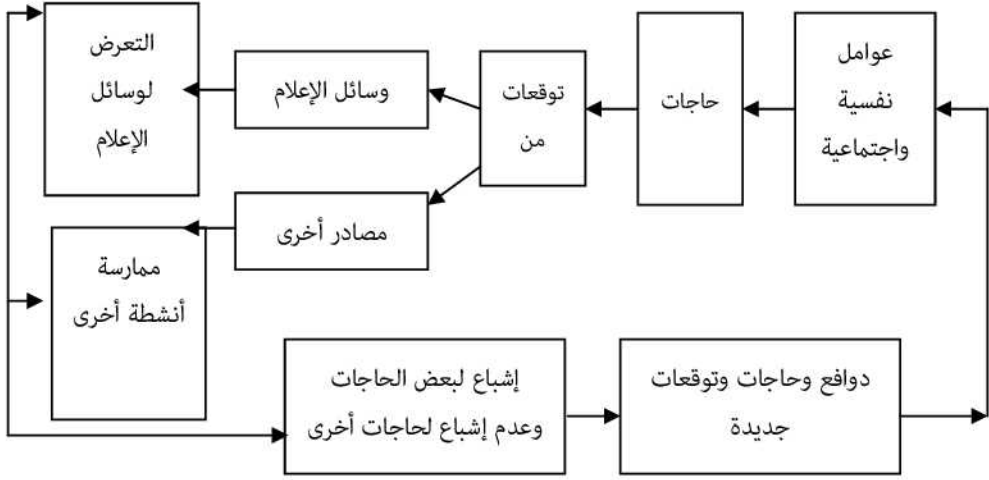 عوامل
نفسية
واجتماعية
حاجات
توقعات
من
وسائل الإعلام
التعرض
لوسائل
الإعلام
مصادر أخرى
ممارسة
أنشطة أخرى
إشباع لبعض الحاجات
وعدم إشباع لحاجات أخرى
دوافع وحاجات وتوقعات
جديدة